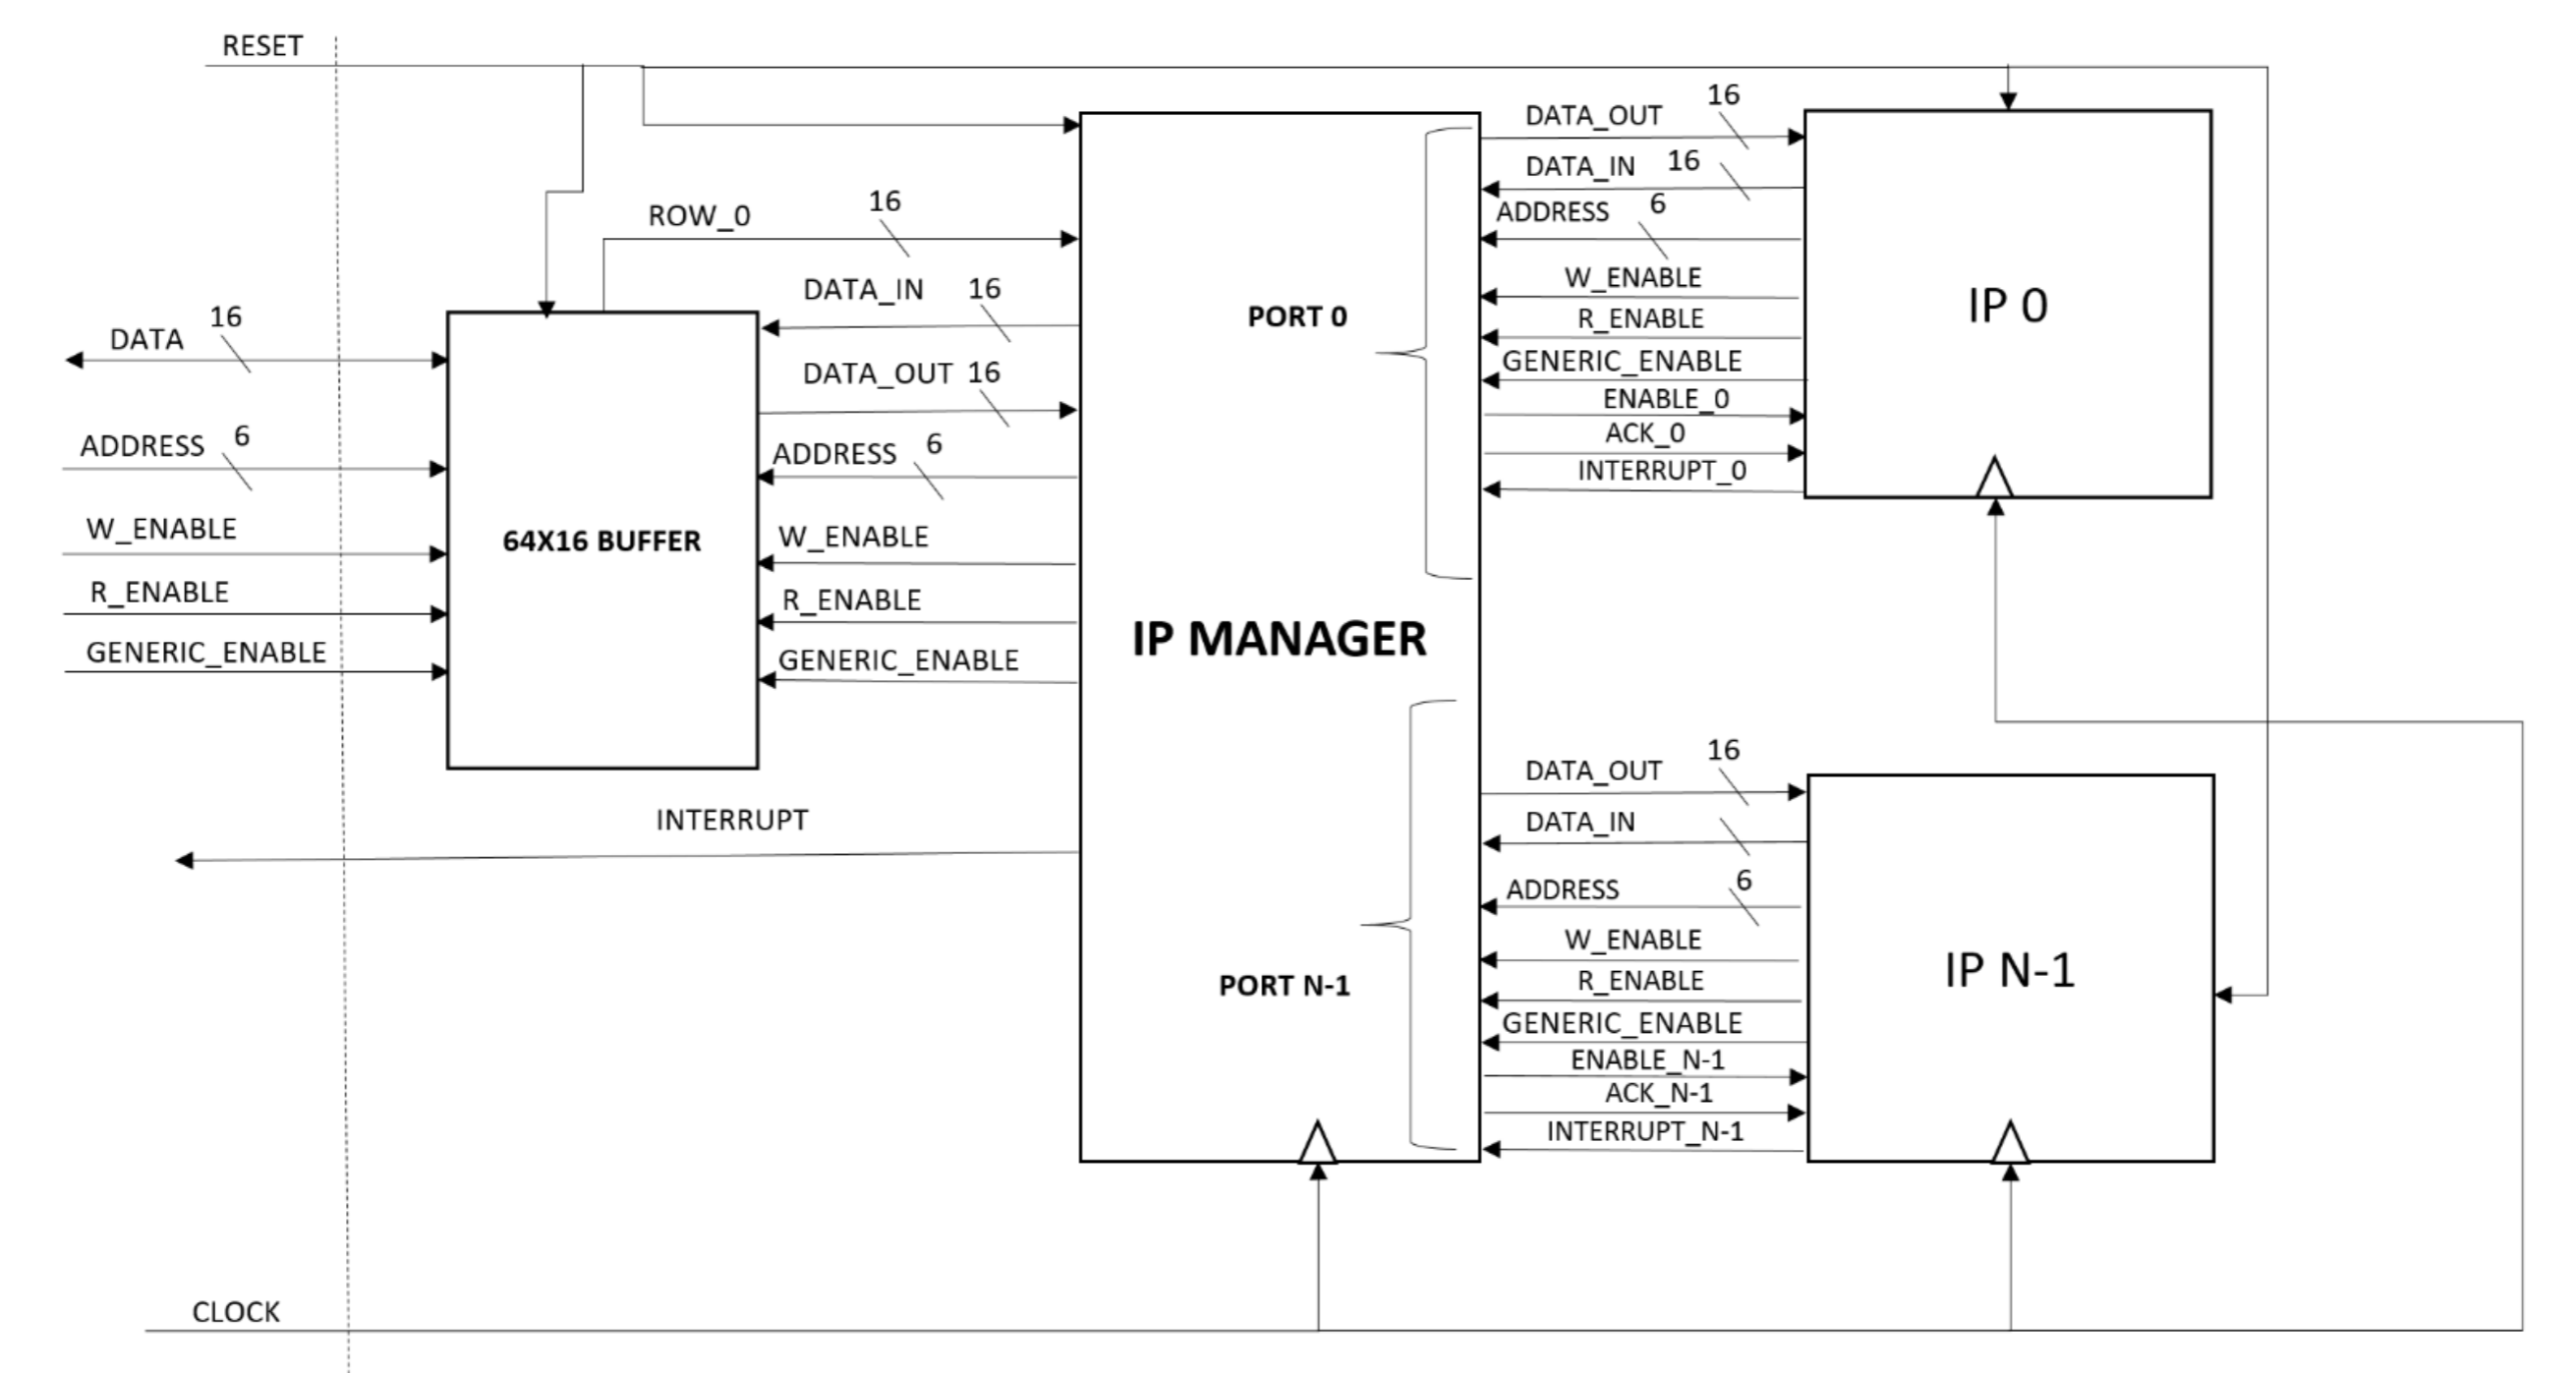 RESET
DATA 16
ADDRESS 6
W_ENABLE
R_ENABLE
GENERIC_ENABLE
64X16 BUFFER
ROW_0 16
DATA_IN 16
DATA_OUT 16
ADDRESS 6
W_ENABLE
R_ENABLE
GENERIC_ENABLE
INTERRUPT
PORT 0
IP MANAGER
PORT N-1
DATA_OUT 16
DATA_IN 16
ADDRESS 6
W_ENABLE
R_ENABLE
GENERIC_ENABLE
ENABLE_0
ACK_0
INTERRUPT_0
IP 0
DATA_OUT 16
DATA_IN
ADDRESS 6
W_ENABLE
R_ENABLE
GENERIC_ENABLE
ENABLE_N-1
ACK_N-1
INTERRUPT_N-1
IP N-1
CLOCK